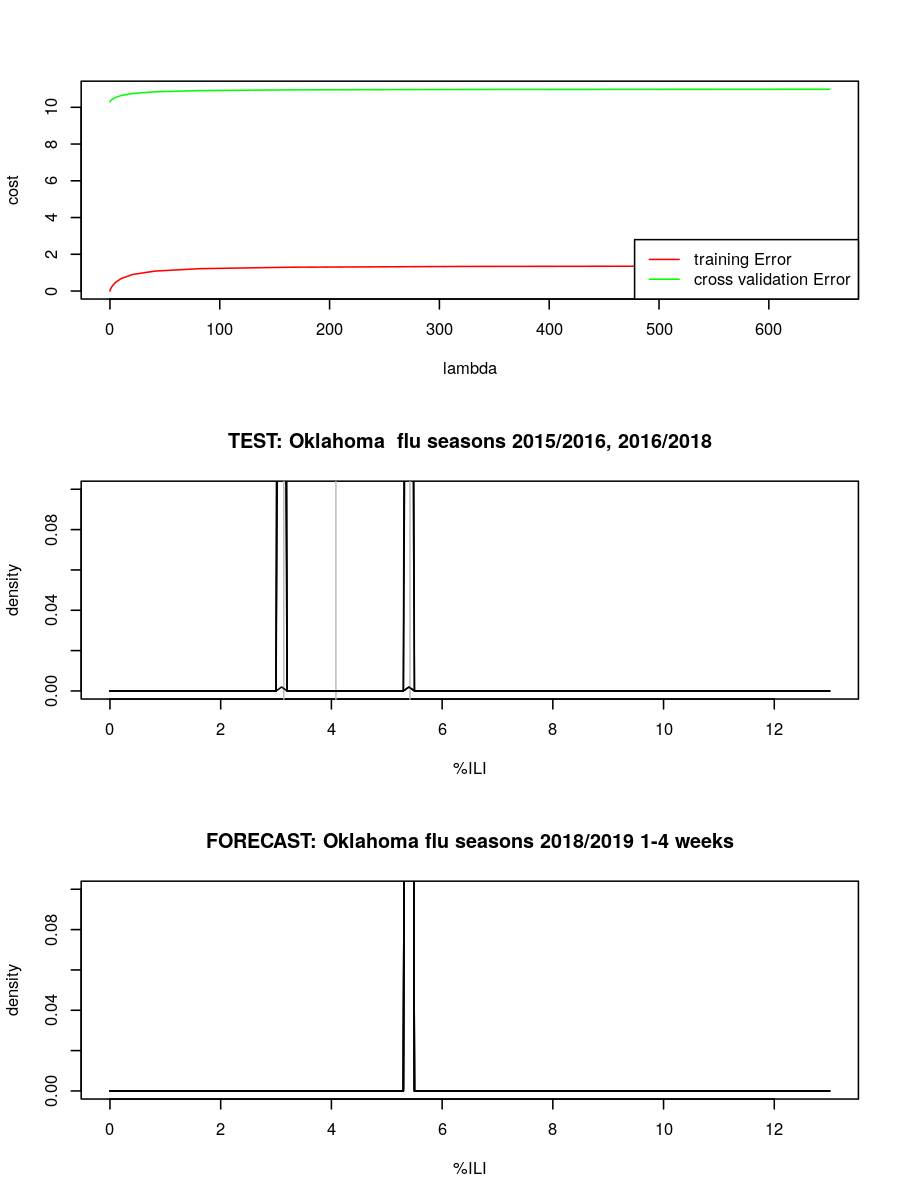 cost
10
8
6
4
2
0
training Error
cross validation Error
0 100 200 300 400 500 600
lambda
TEST: Oklahoma  flu seasons 2015/2016, 2016/2018
density
0.08
0.04
0.00
0 2 4 6 8 10 12
%ILI
FORECAST: Oklahoma flu seasons 2018/2019 1-4 weeks
density
0.08
0.04
0.00
0 2 4 6 8 10 12
%ILI